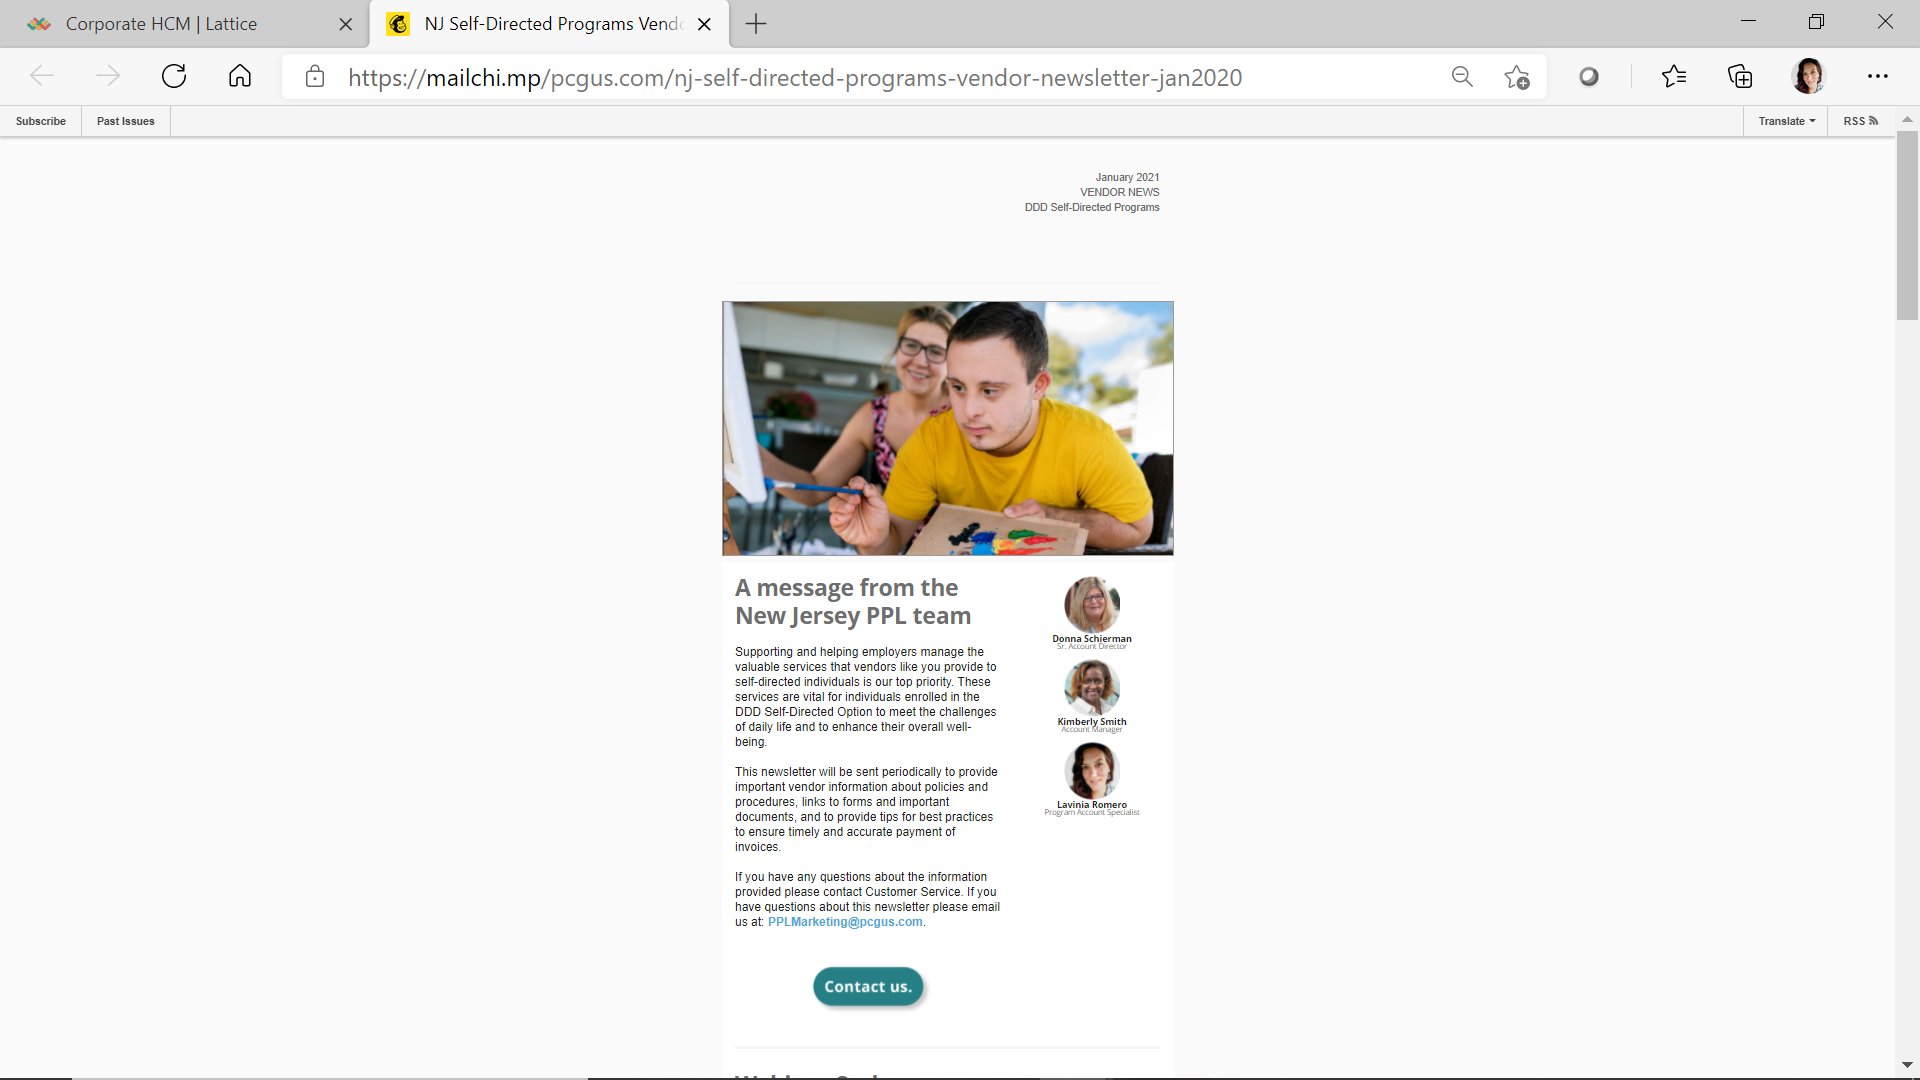 Corporate HCM | Lattice
NJ Self-Directed Programs Vend
https://mailchi.mp/pcgus.com/nj-self-directed-programs-vendor-newsletter-jan2020
Subscribe
Past Issues
Translate
RSS
January 2021
VENDOR NEWS
DDD Self-Directed Programs
A message from the
New Jersey PPL team
Supporting and helping employers manage the
valuable services that vendors like you provide to
self-directed individuals is our top priority. These
services are vital for individuals enrolled in the
DDD Self-Directed Option to meet the challenges
of daily life and to enhance their overall well-
being.
This newsletter will be sent periodically to provide
important vendor information about policies and
procedures, links to forms and important
documents, and to provide tips for best practices
to ensure timely and accurate payment of
invoices.
If you have any questions about the information
provided please contact Customer Service. If you
have questions about this newsletter please email
us at: PPLMarketing@pcgus.com.
Contact us.
Donna Schierman
Sr. Account Director
Kimberly Smith
Account Manager
Lavinia Romero
Program Account Specialist